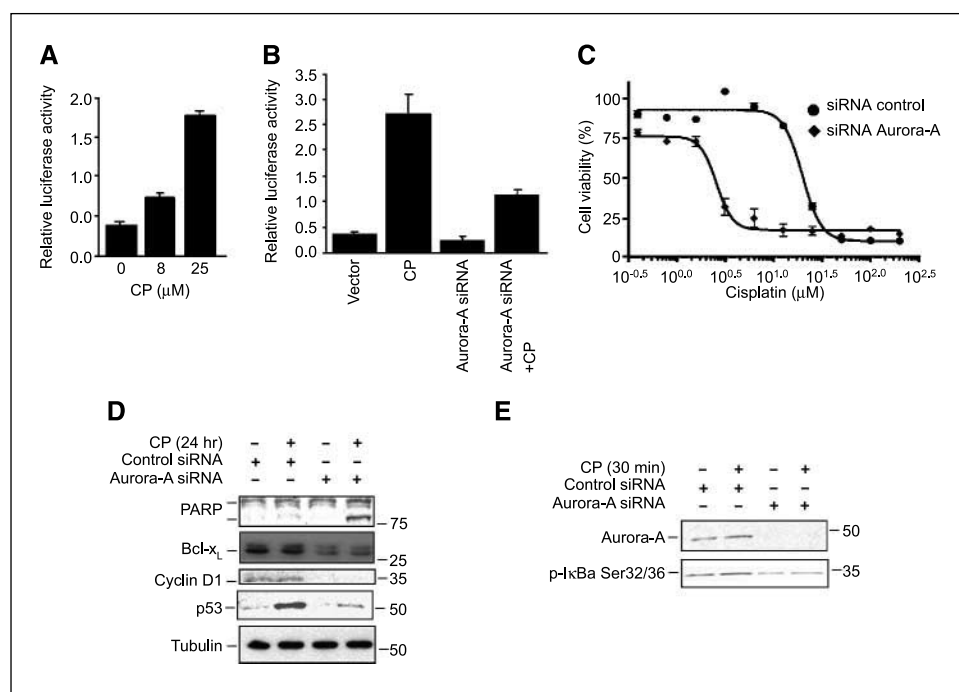 A
Relative luciferase activity
2.0
1.5
1.0
0.0
0.0
0 8 25
CP (µM)
B
Relative luciferase activity
3.5
3.0
2.5
2.0
1.5
1.0
0.5
0.0
Vector
CP
Aurora-A siRNA
Aurora-A siRNA
+CP
C
Cell viability (%)
100
75
50
25
0
10-0.5 100.0 100.5 101.0 101.5 102.0 102.5
Cisplatin (µM)
siRNA control
siRNA Aurora-A
D
CP (24 hr) – + – +
Control siRNA + + – –
Aurora-A siRNA – – + +
PARP
75
Bcl-xL
25
Cyclin D1 35
p53 50
Tubulin 50
E
CP (30 min) – + – +
Control siRNA + + – –
Aurora-A siRNA – – + +
Aurora-A 50
p-IκBa Ser32/36 35